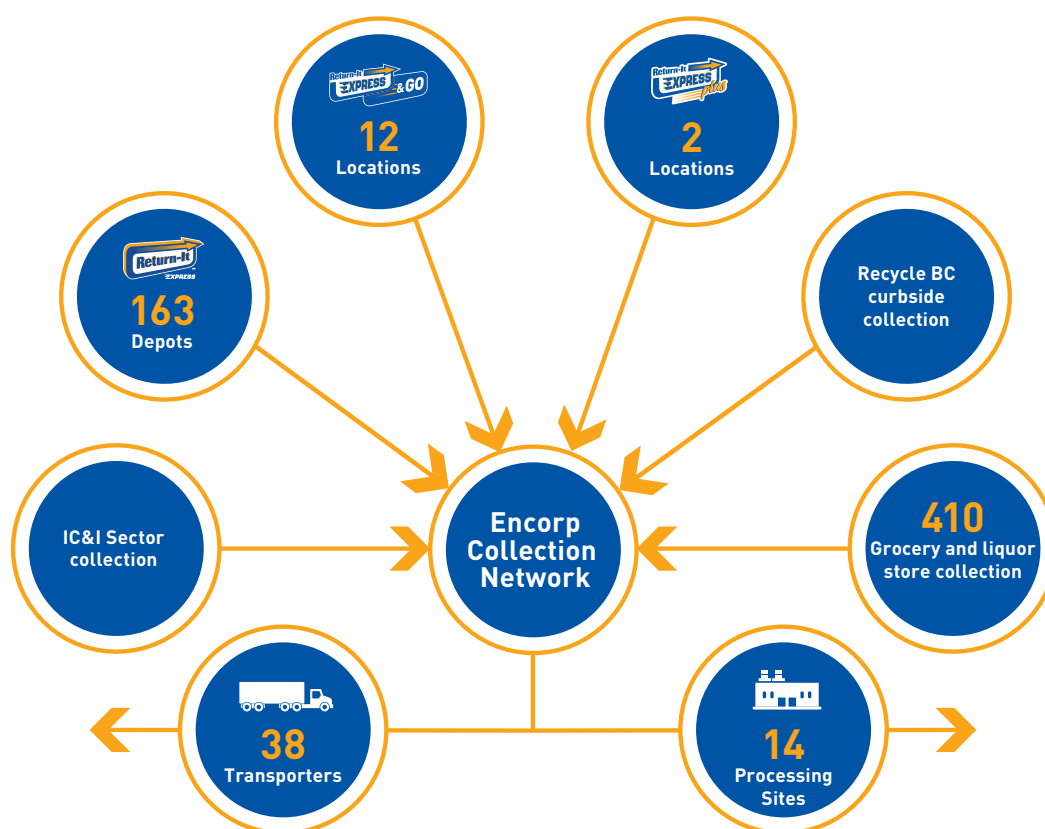 Return-It
EXPRESS
&GO
12
Locations
Return-It
EXPRESS
plus
2
Locations
Return-It
EXPRESS
163
Depots
Recycle BC
curbside
collection
IC&I Sector
collection
Encorp
Collection
Network
410
Grocery and liquor
store collection
38
Transporters
14
Processing
Sites